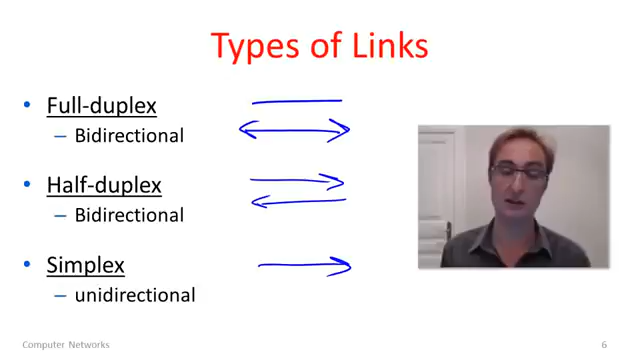 Types of Links
• Full-duplex
– Bidirectional
• Half-duplex
– Bidirectional
• Simplex
– unidirectional
Computer Networks
6